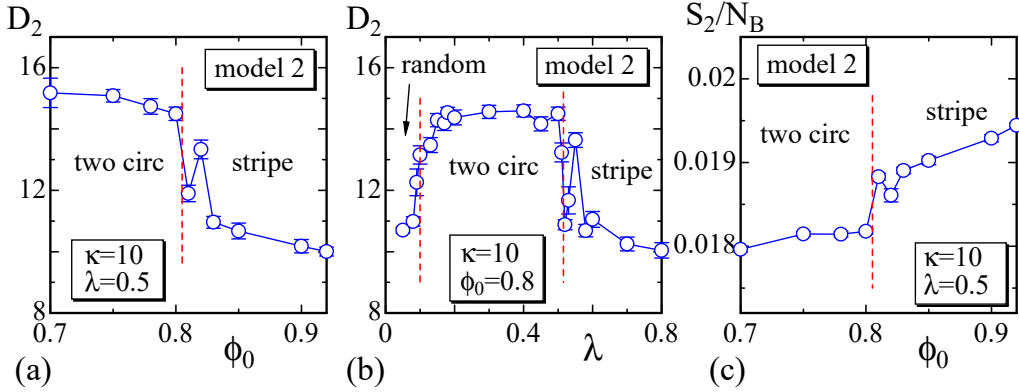 D₂
16
12
8
model 2
two circ
stripe
κ=10
λ=0.5
0.7
0.8
0.9
ϕ₀
(a)
D₂
16
12
8
random
model 2
two circ
stripe
κ=10
ϕ₀=0.8
0
0.4
λ
0.8
(b)
S₂/N_B
0.02
0.019
0.018
model 2
two circ
stripe
κ=10
λ=0.5
0.7
0.8
0.9
ϕ₀
(c)